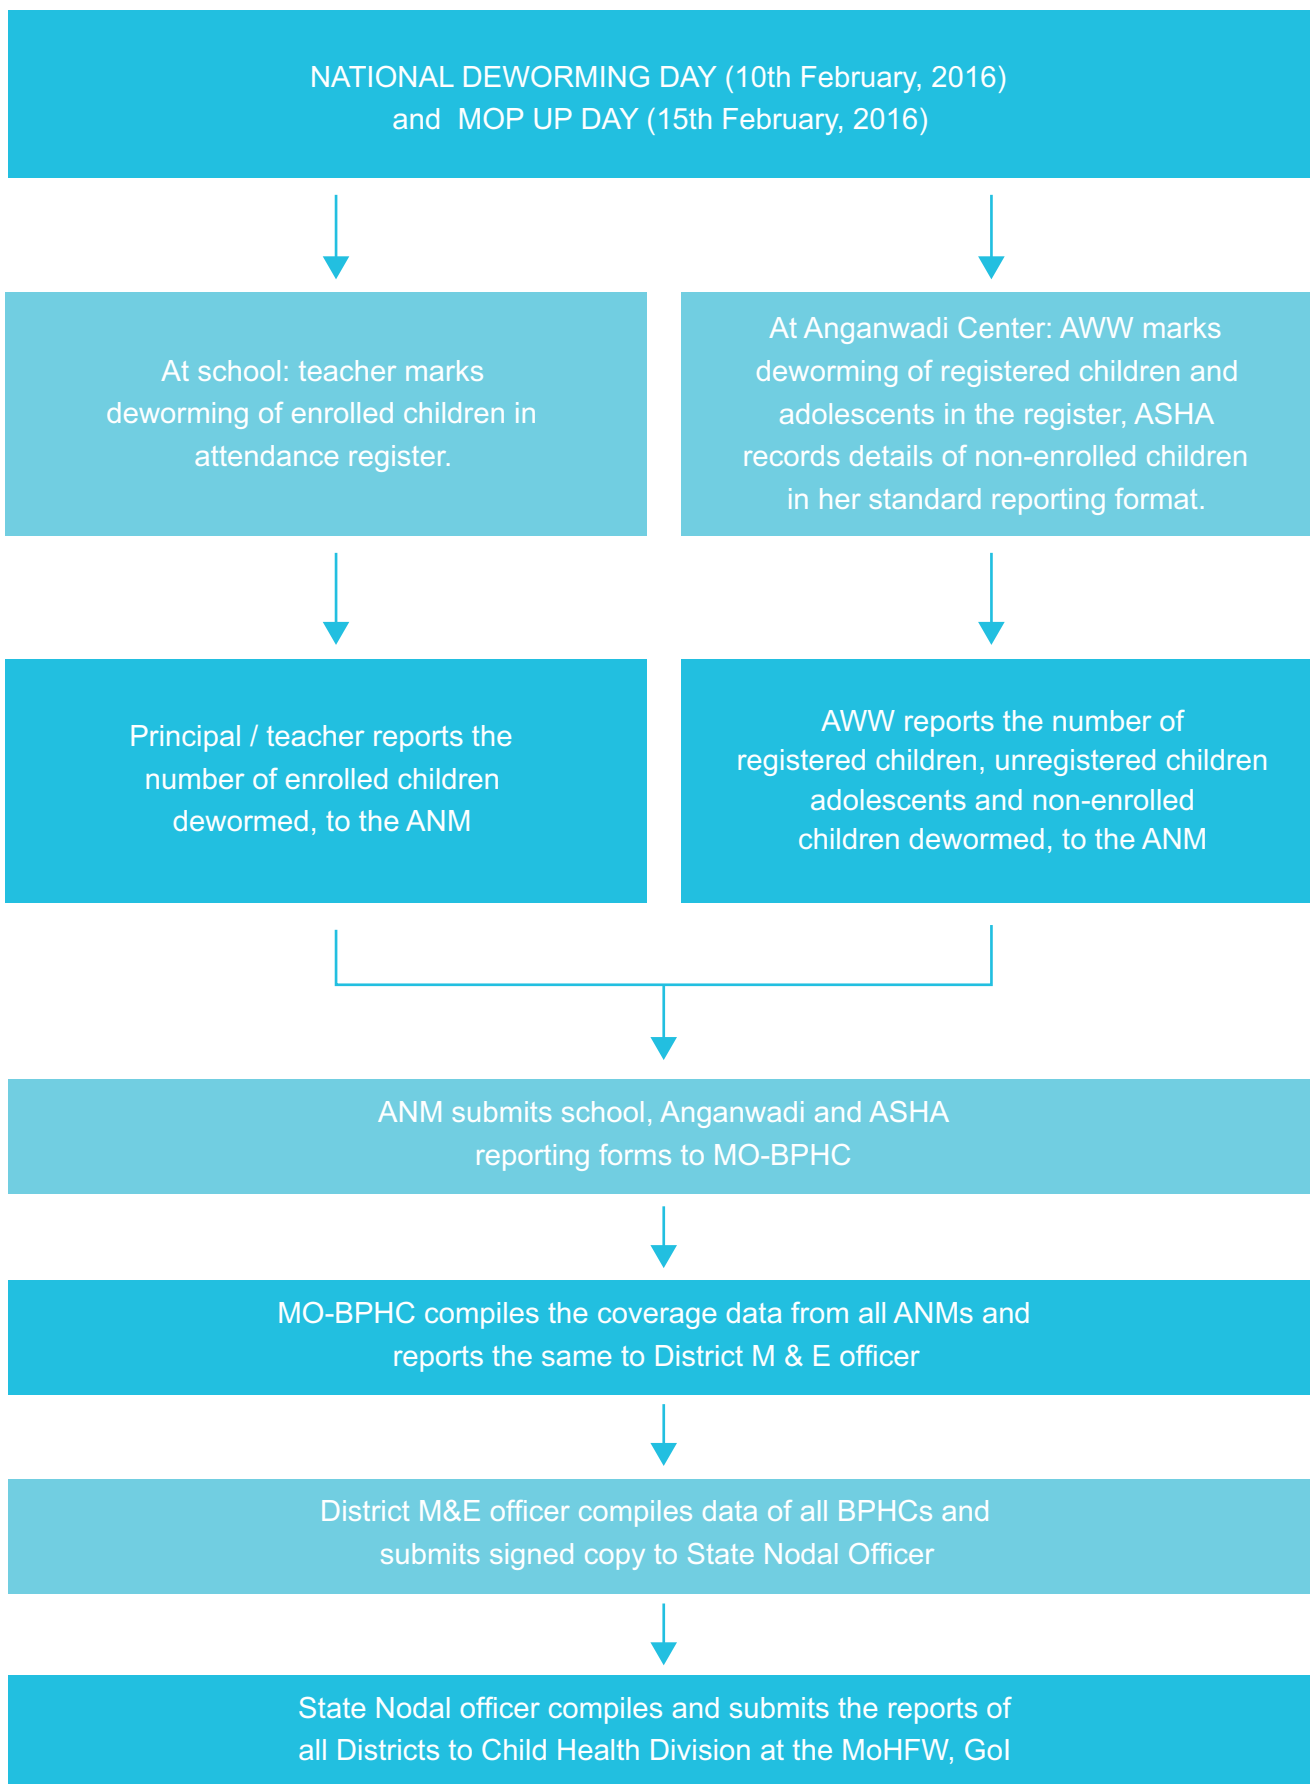 NATIONAL DEWORMING DAY (10th February, 2016)
and MOP UP DAY (15th February, 2016)
At school: teacher marks
deworming of enrolled children in
attendance register.
At Anganwadi Center: AWW marks
deworming of registered children and
adolescents in the register, ASHA
records details of non-enrolled children
in her standard reporting format.
Principal / teacher reports the
number of enrolled children
dewormed, to the ANM
AWW reports the number of
registered children, unregistered children
adolescents and non-enrolled
children dewormed, to the ANM
ANM submits school, Anganwadi and ASHA
reporting forms to MO-BPHC
MO-BPHC compiles the coverage data from all ANMs and
reports the same to District M & E officer
District M&E officer compiles data of all BPHCs and
submits signed copy to State Nodal Officer
State Nodal officer compiles and submits the reports of
all Districts to Child Health Division at the MoHFW, GoI